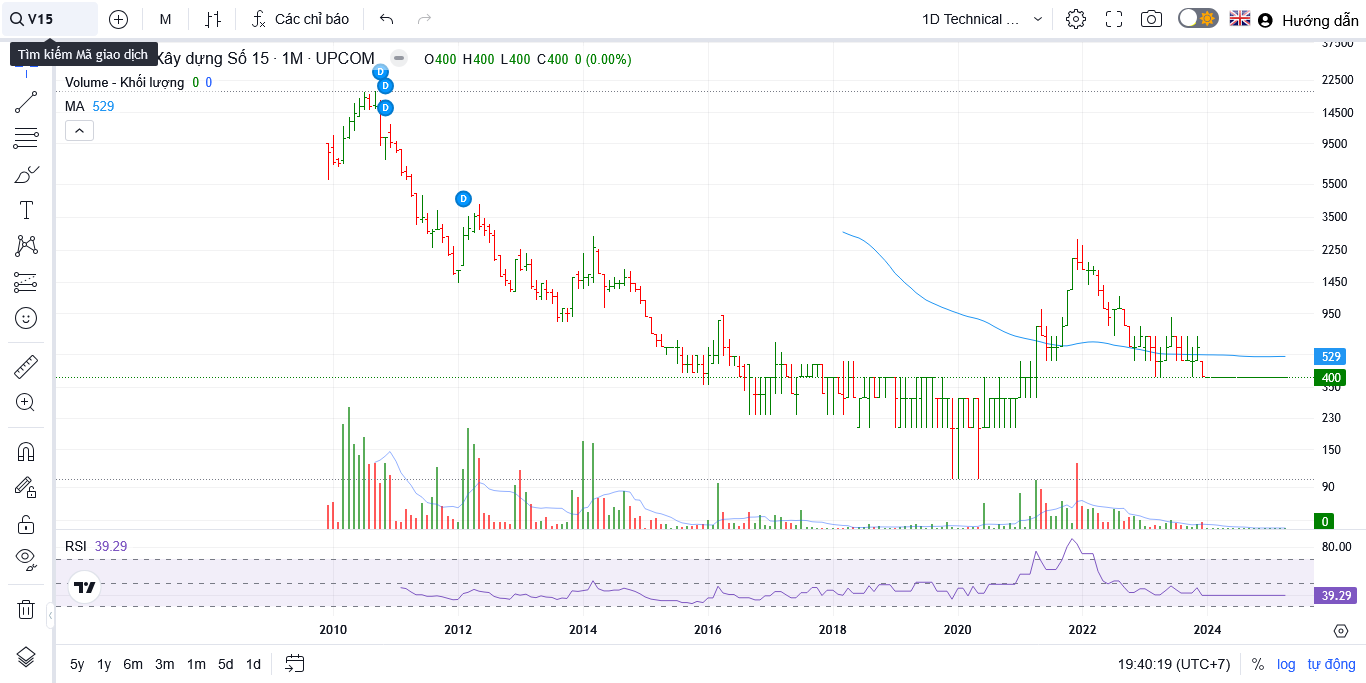 V15
M
Các chỉ báo
1D Technical ...
Hướng dẫn
Tìm kiếm Mã giao dịch
Xây dựng Số 15 · 1M · UPCOM
O400 H400 L400 C400 0 (0.00%)
Volume - Khối lượng 0 0
MA 529
D
D
D
D
37500
22500
14500
9500
5500
3500
2250
1450
950
529
400
350
230
150
90
0
RSI 39.29
80.00
39.29
2010 2012 2014 2016 2018 2020 2022 2024
5y 1y 6m 3m 1m 5d 1d
19:40:19 (UTC+7)
% log tự động